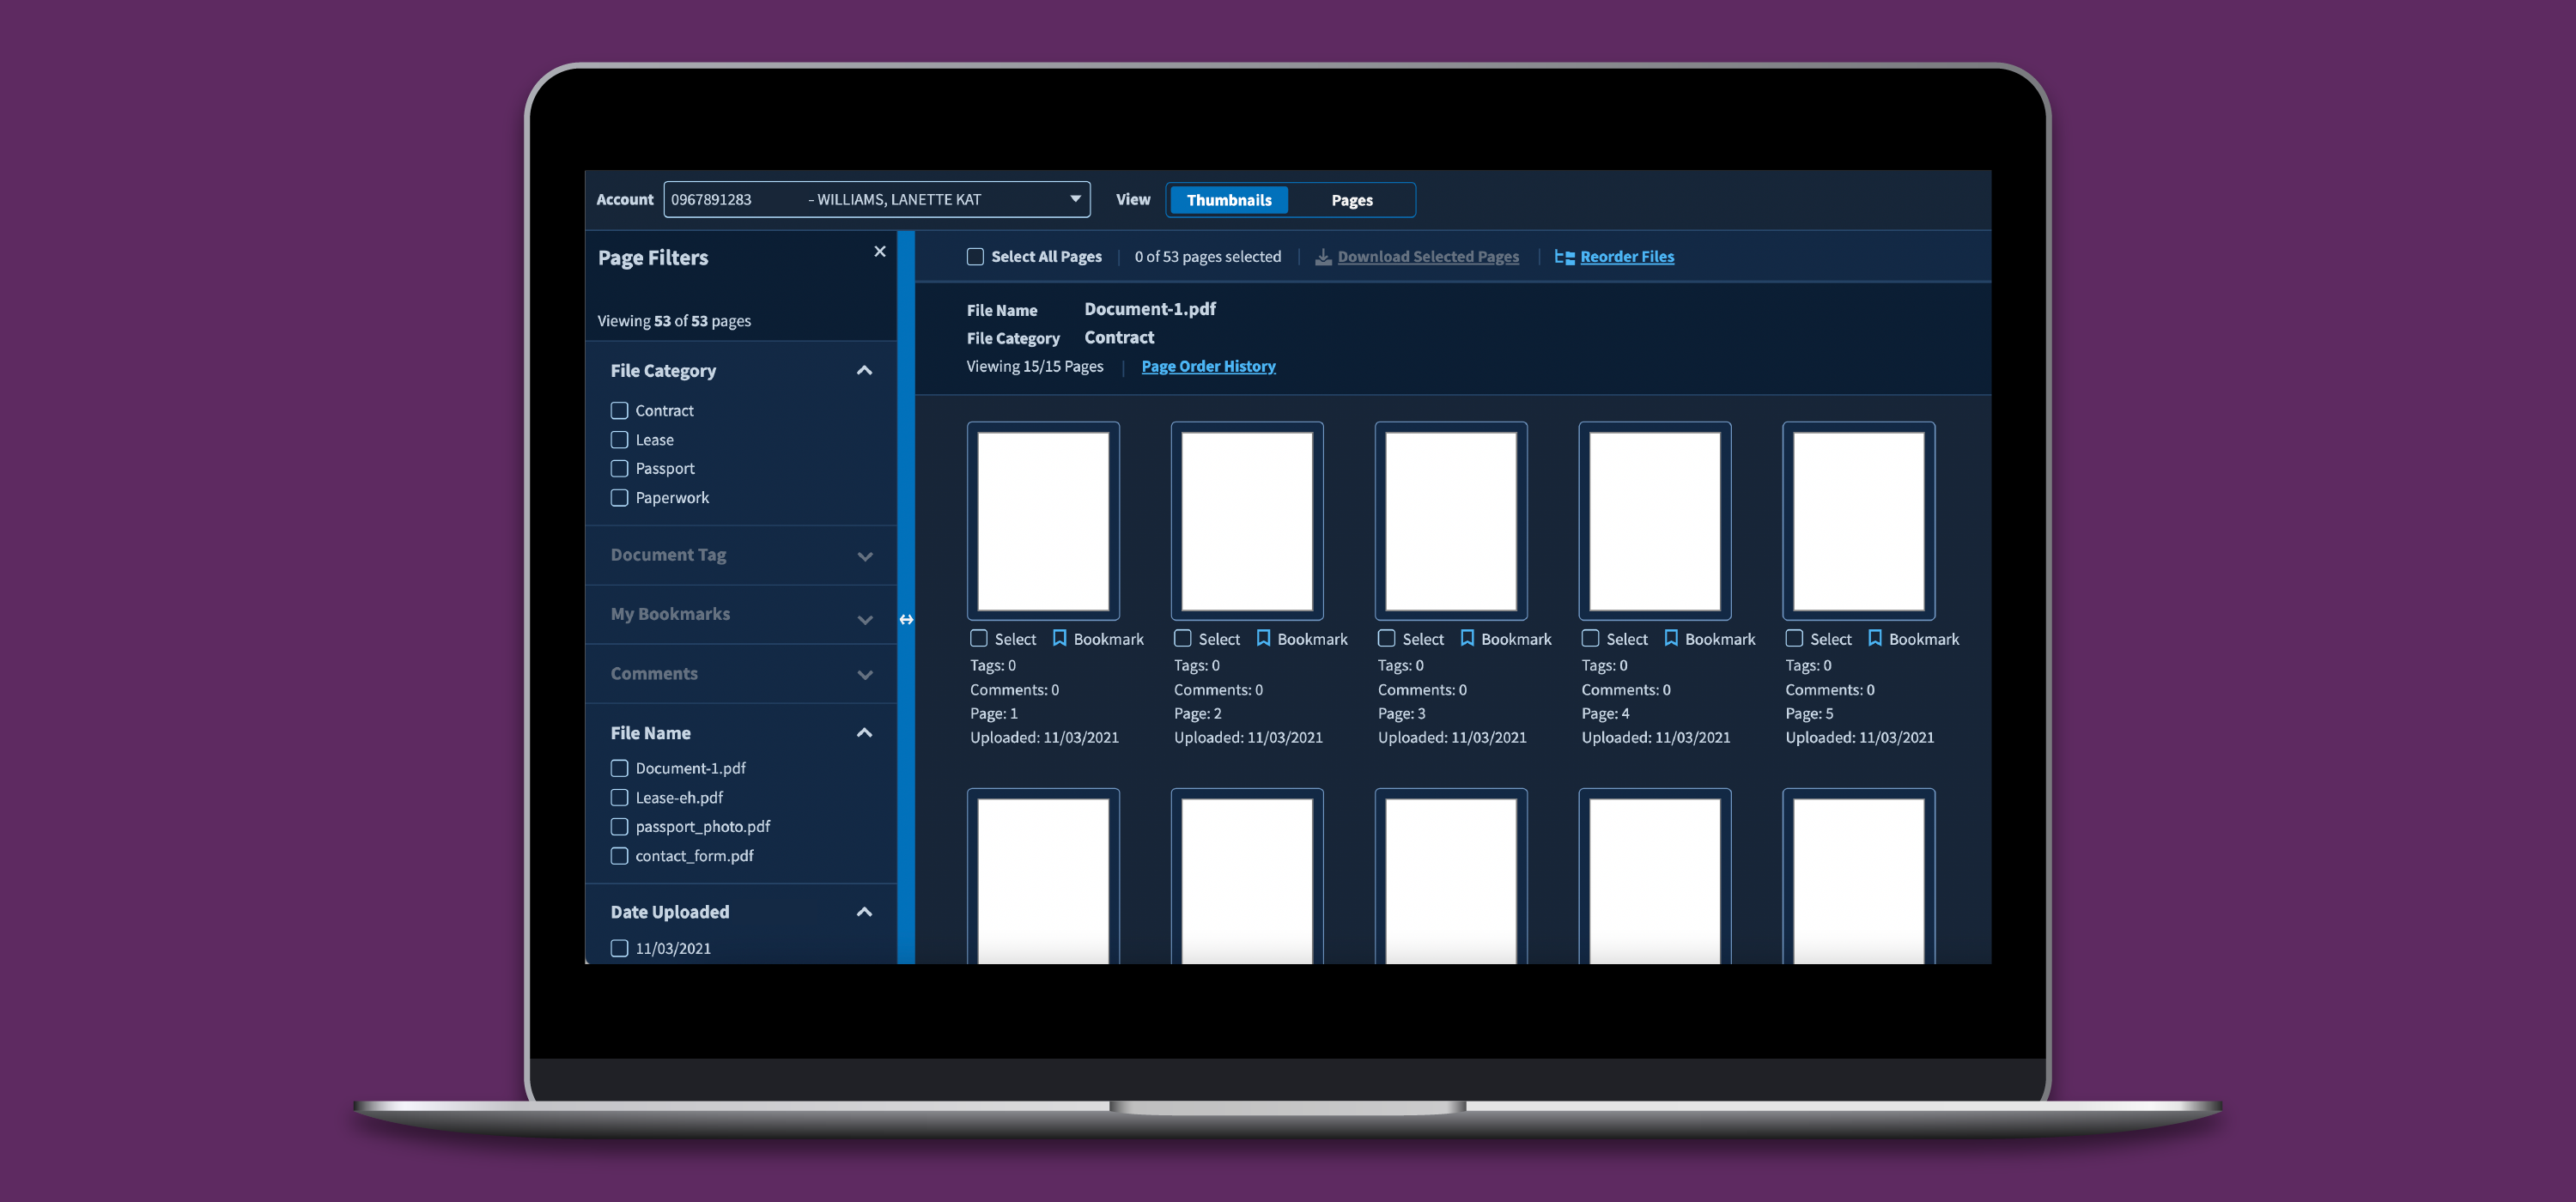 Account 0967891283 - WILLIAMS, LANETTE KAT View Thumbnails Pages
Page Filters
Viewing 53 of 53 pages
File Category
Contract
Lease
Passport
Paperwork
Document Tag
My Bookmarks
Comments
File Name
Document-1.pdf
Lease-eh.pdf
passport_photo.pdf
contact_form.pdf
Date Uploaded
11/03/2021
Select All Pages 0 of 53 pages selected Download Selected Pages Reorder Files
File Name Document-1.pdf
File Category Contract
Viewing 15/15 Pages Page Order History
Select Bookmark Select Bookmark Select Bookmark Select Bookmark Select Bookmark
Tags: 0 Tags: 0 Tags: 0 Tags: 0 Tags: 0
Comments: 0 Comments: 0 Comments: 0 Comments: 0 Comments: 0
Page: 1 Page: 2 Page: 3 Page: 4 Page: 5
Uploaded: 11/03/2021 Uploaded: 11/03/2021 Uploaded: 11/03/2021 Uploaded: 11/03/2021 Uploaded: 11/03/2021